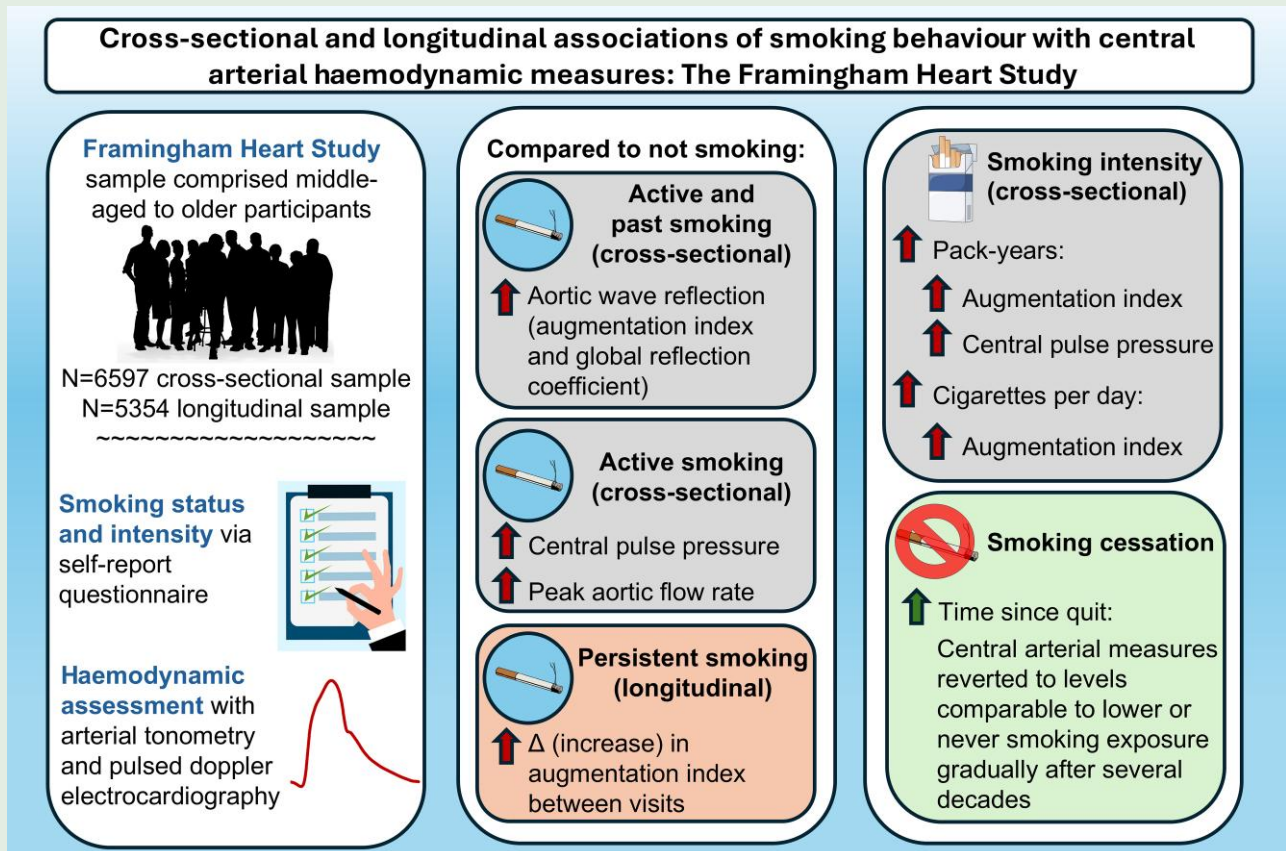 Cross-sectional and longitudinal associations of smoking behaviour with central
arterial haemodynamic measures: The Framingham Heart Study
Framingham Heart Study
sample comprised middle-
aged to older participants
N=6597 cross-sectional sample
N=5354 longitudinal sample
~~~~~~~~~~~~~~~~~~~
Smoking status
and intensity via
self-report
questionnaire
Haemodynamic
assessment with
arterial tonometry
and pulsed doppler
electrocardiography
Compared to not smoking:
Active and
past smoking
(cross-sectional)
Aortic wave reflection
(augmentation index
and global reflection
coefficient)
Active smoking
(cross-sectional)
Central pulse pressure
Peak aortic flow rate
Persistent smoking
(longitudinal)
Δ (increase) in
augmentation index
between visits
Smoking intensity
(cross-sectional)
Pack-years:
Augmentation index
Central pulse pressure
Cigarettes per day:
Augmentation index
Smoking cessation
Time since quit:
Central arterial measures
reverted to levels
comparable to lower or
never smoking exposure
gradually after several
decades